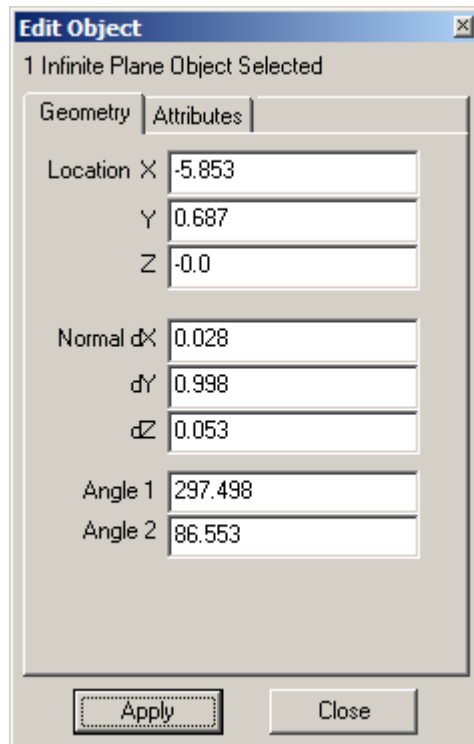 Edit Object
1 Infinite Plane Object Selected
Geometry Attributes
Location X -5.853
Y 0.687
Z -0.0
Normal dX 0.028
dY 0.998
dZ 0.053
Angle 1 297.498
Angle 2 86.553
Apply Close